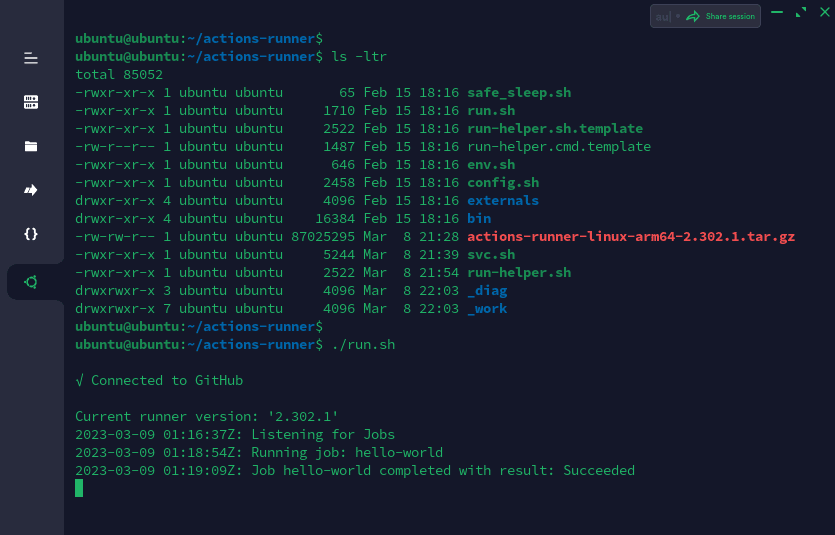 Share session
ubuntu@ubuntu:~/actions-runner$
ubuntu@ubuntu:~/actions-runner$ ls -ltr
total 85052
-rwxr-xr-x 1 ubuntu ubuntu       65 Feb 15 18:16 safe_sleep.sh
-rwxr-xr-x 1 ubuntu ubuntu     1710 Feb 15 18:16 run.sh
-rwxr-xr-x 1 ubuntu ubuntu     2522 Feb 15 18:16 run-helper.sh.template
-rw-r--r-- 1 ubuntu ubuntu     1487 Feb 15 18:16 run-helper.cmd.template
-rwxr-xr-x 1 ubuntu ubuntu      646 Feb 15 18:16 env.sh
-rwxr-xr-x 1 ubuntu ubuntu     2458 Feb 15 18:16 config.sh
drwxr-xr-x 4 ubuntu ubuntu     4096 Feb 15 18:16 externals
drwxr-xr-x 4 ubuntu ubuntu    16384 Feb 15 18:16 bin
-rw-rw-r-- 1 ubuntu ubuntu 87025295 Mar  8 21:28 actions-runner-linux-arm64-2.302.1.tar.gz
-rwxr-xr-x 1 ubuntu ubuntu     5244 Mar  8 21:39 svc.sh
-rwxr-xr-x 1 ubuntu ubuntu     2522 Mar  8 21:54 run-helper.sh
drwxrwxr-x 3 ubuntu ubuntu     4096 Mar  8 22:03 _diag
drwxrwxr-x 7 ubuntu ubuntu     4096 Mar  8 22:03 _work
ubuntu@ubuntu:~/actions-runner$
ubuntu@ubuntu:~/actions-runner$ ./run.sh
√ Connected to GitHub
Current runner version: '2.302.1'
2023-03-09 01:16:37Z: Listening for Jobs
2023-03-09 01:18:54Z: Running job: hello-world
2023-03-09 01:19:09Z: Job hello-world completed with result: Succeeded